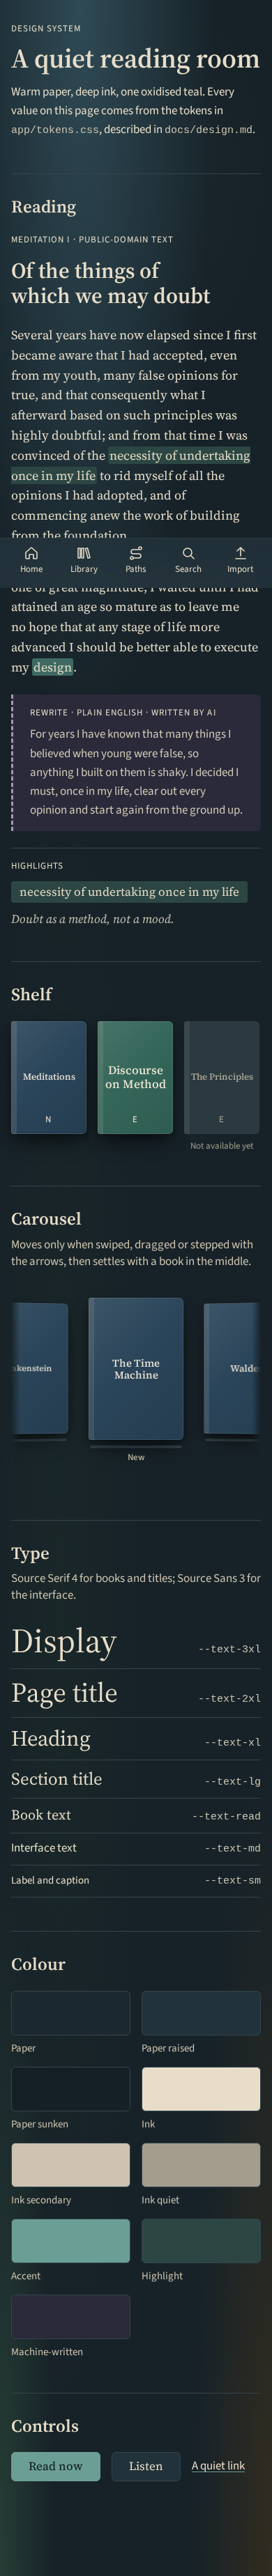 DESIGN SYSTEM
A quiet reading room
Warm paper, deep ink, one oxidised teal. Every
value on this page comes from the tokens in
app/tokens.css, described in docs/design.md.
Reading
MEDITATION I · PUBLIC-DOMAIN TEXT
Of the things of
which we may doubt
Several years have now elapsed since I first
became aware that I had accepted, even
from my youth, many false opinions for
true, and that consequently what I
afterward based on such principles was
highly doubtful; and from that time I was
convinced of the necessity of undertaking
once in my life to rid myself of all the
opinions I had adopted, and of
commencing anew the work of building
from the foundation
Home
Library
Paths
Search
Import
one of great magnitude, I waited until I had
attained an age so mature as to leave me
no hope that at any stage of life more
advanced I should be better able to execute
my design.
REWRITE · PLAIN ENGLISH · WRITTEN BY AI
For years I have known that many things I
believed when young were false, so
anything I built on them is shaky. I decided I
must, once in my life, clear out every
opinion and start again from the ground up.
HIGHLIGHTS
necessity of undertaking once in my life
Doubt as a method, not a mood.
Shelf
Meditations
N
Discourse
on Method
E
The Principles
E
Not available yet
Carousel
Moves only when swiped, dragged or stepped with
the arrows, then settles with a book in the middle.
nkenstein
The Time
Machine
Walde
New
Type
Source Serif 4 for books and titles; Source Sans 3 for
the interface.
Display --text-3xl
Page title --text-2xl
Heading --text-xl
Section title --text-lg
Book text --text-read
Interface text --text-md
Label and caption --text-sm
Colour
Paper
Paper raised
Paper sunken
Ink
Ink secondary
Ink quiet
Accent
Highlight
Machine-written
Controls
Read now
Listen
A quiet link